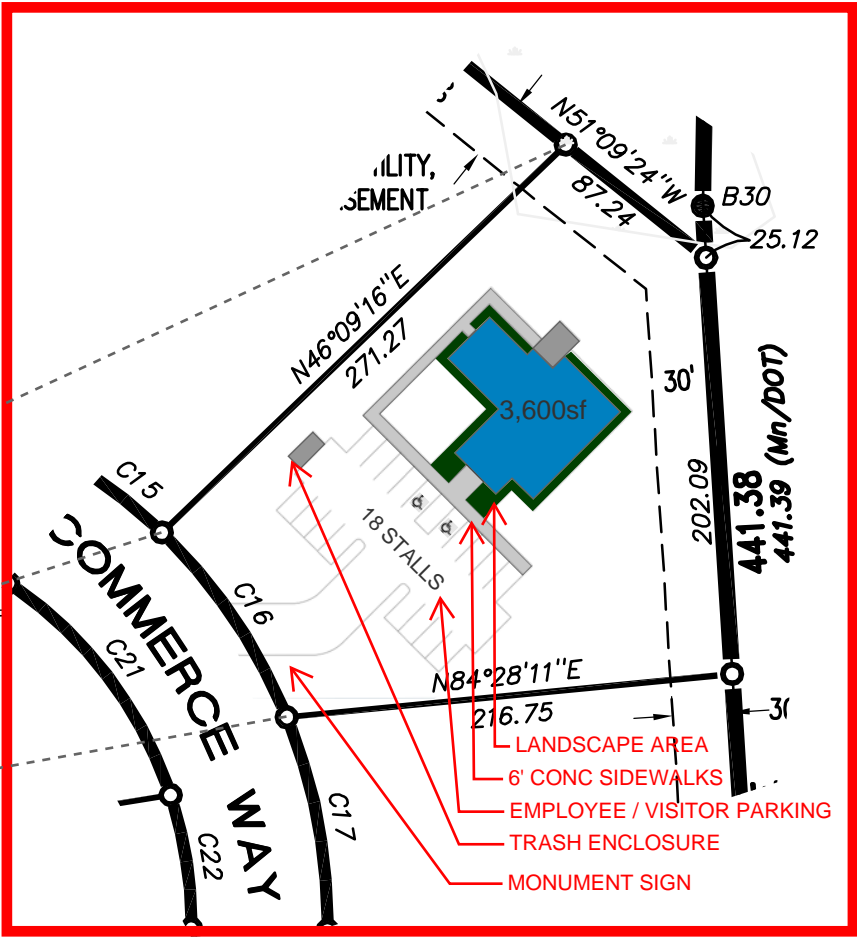 N51°09'24"W
87.24
B30
25.12
N46°09'16"E
271.27
3,600sf
30'
202.09
441.38
441.39 (Mn/DOT)
C15
18 STALLS
COMMERCE WAY
C16
C21
N84°28'11"E
216.75
C17
C22
LANDSCAPE AREA
6' CONC SIDEWALKS
EMPLOYEE / VISITOR PARKING
TRASH ENCLOSURE
MONUMENT SIGN